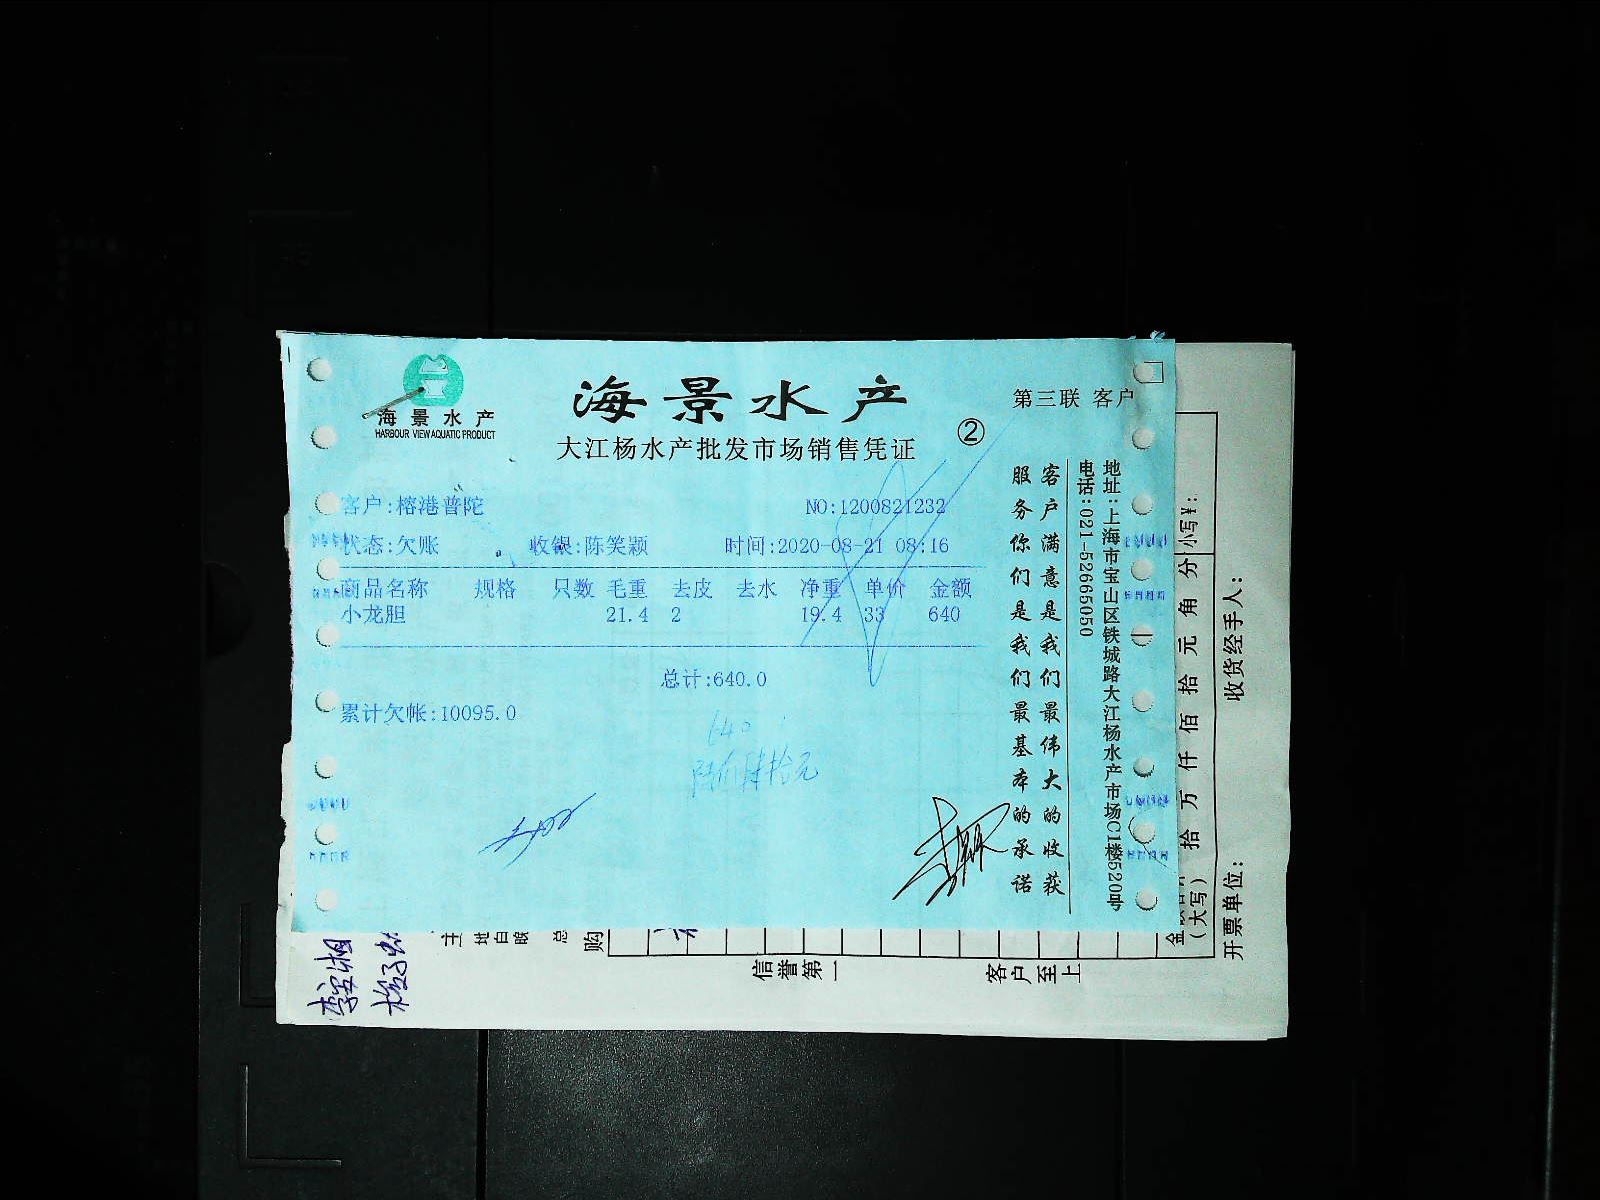 海景水产
HARBOUR VIEW AQUATIC PRODUCT
海景水产
第三联 客户
大江杨水产批发市场销售凭证 ②
客户:榕港普陀 NO:1200821232
状态:欠账 收银:陈笑颖 时间:2020-08-21 08:16
商品名称 规格 只数 毛重 去皮 去水 净重 单价 金额
小龙胆 21.4 2 19.4 33 640
总计:640.0
累计欠帐:10095.0
640
陆佰肆拾元
客户满意是我们最伟大的收获
服务你们是我们最基本的承诺
地址:上海市宝山区铁城路大江杨水产市场C1楼520号
电话:021-52665050
小写¥:
拾万仟佰拾元角分
(大写)
收货经手人:
开票单位:
购
信誉第一
客户至上